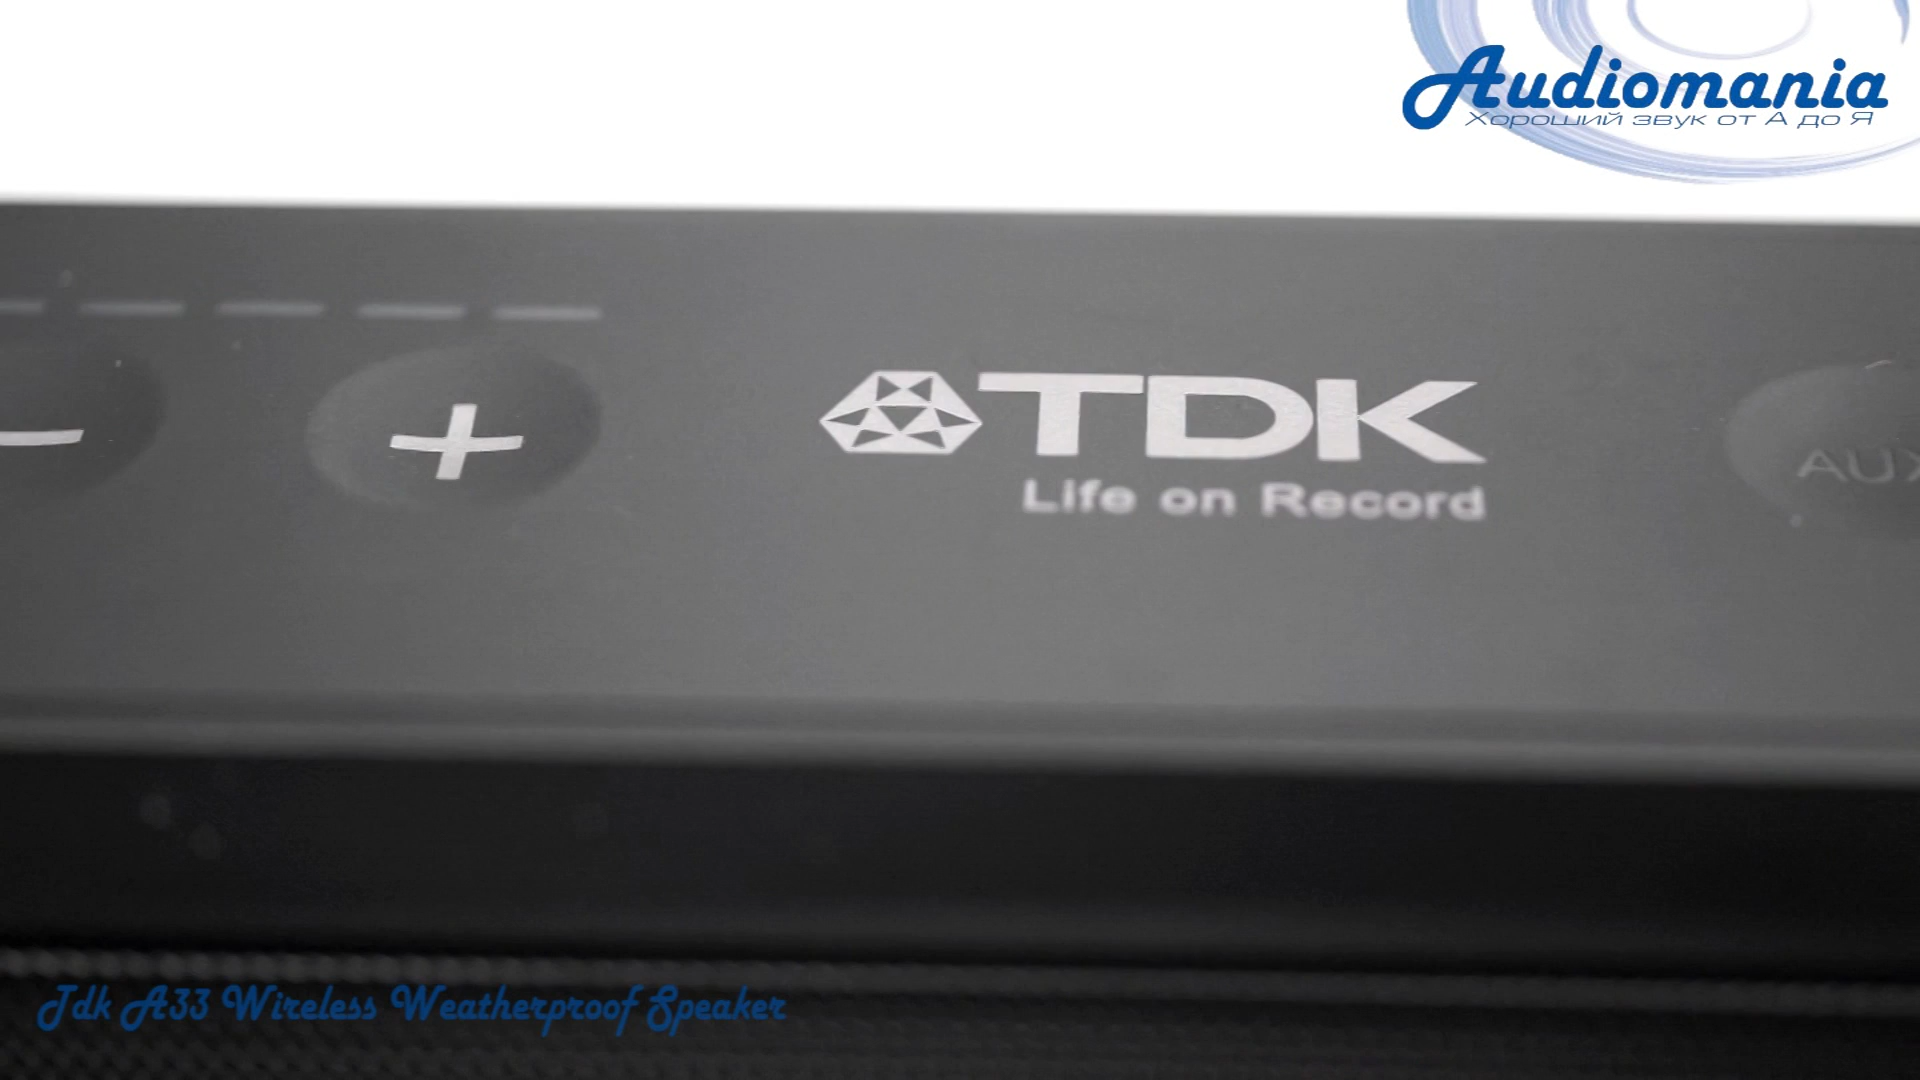 Audiomania
Хороший звук от А до Я
− +
TDK
Life on Record
AUX
Tdk A33 Wireless Weatherproof Speaker